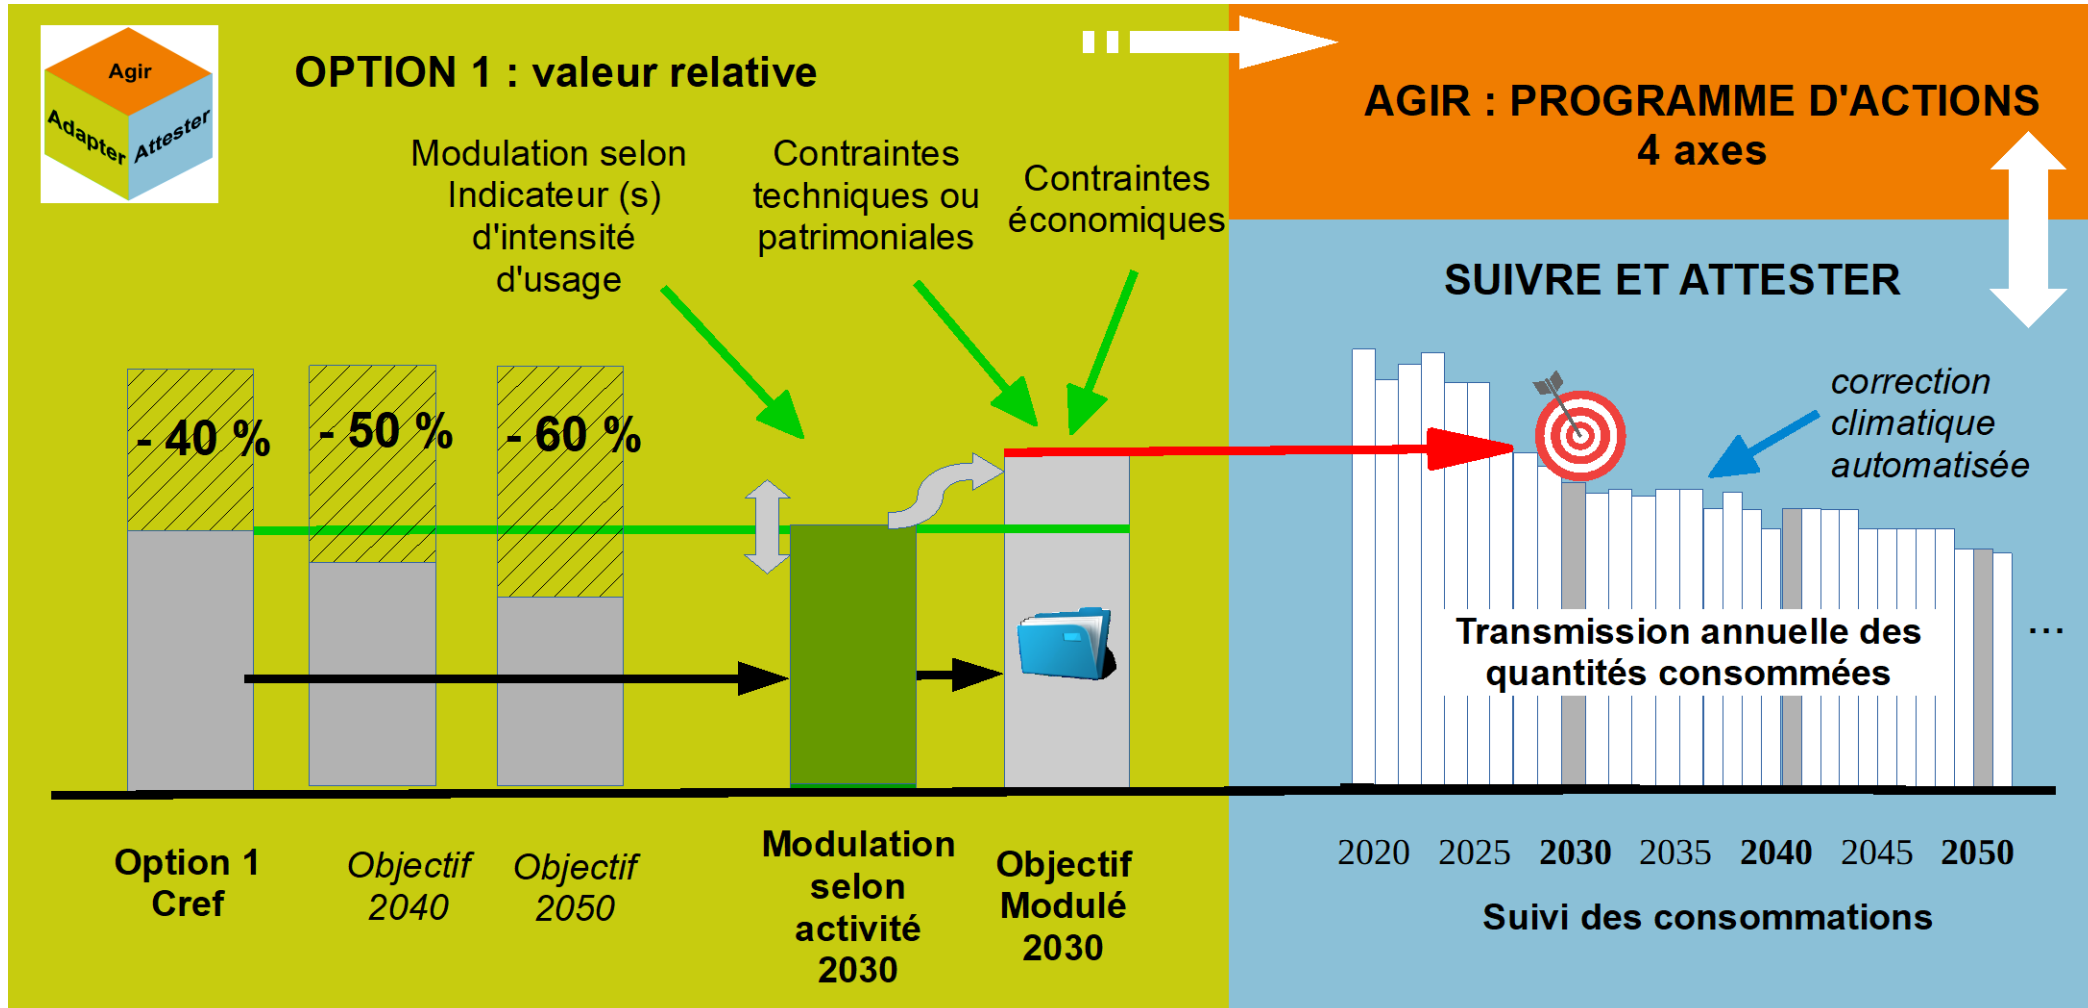 Agir
Adapter
Attester
OPTION 1 : valeur relative
Modulation selon
Indicateur (s)
d'intensité
d'usage
Contraintes
techniques ou
patrimoniales
Contraintes
économiques
- 40 %
- 50 %
- 60 %
Option 1
Cref
Objectif
2040
Objectif
2050
Modulation
selon
activité
2030
Objectif
Modulé
2030
AGIR : PROGRAMME D'ACTIONS
4 axes
SUIVRE ET ATTESTER
correction
climatique
automatisée
Transmission annuelle des
quantités consommées
...
2020 2025 2030 2035 2040 2045 2050
Suivi des consommations